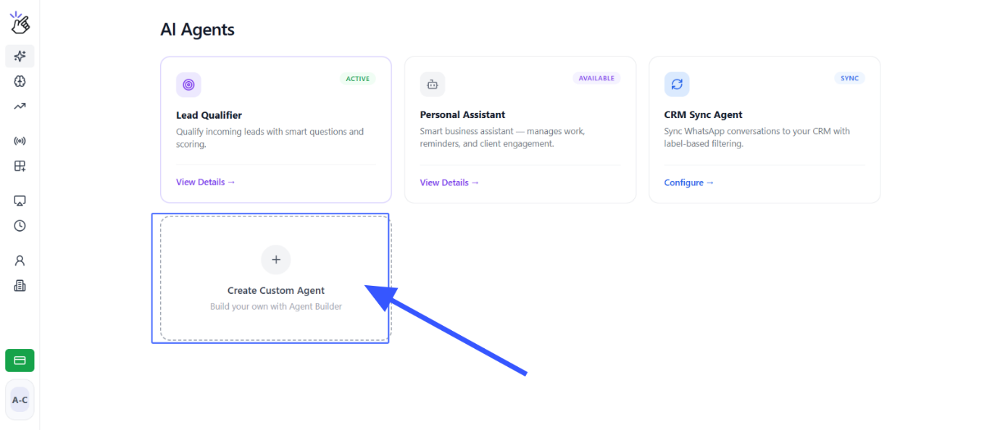 AI Agents
ACTIVE
Lead Qualifier
Qualify incoming leads with smart questions and
scoring.
View Details →
AVAILABLE
Personal Assistant
Smart business assistant — manages work,
reminders, and client engagement.
View Details →
SYNC
CRM Sync Agent
Sync WhatsApp conversations to your CRM with
label-based filtering.
Configure →
Create Custom Agent
Build your own with Agent Builder
A-C